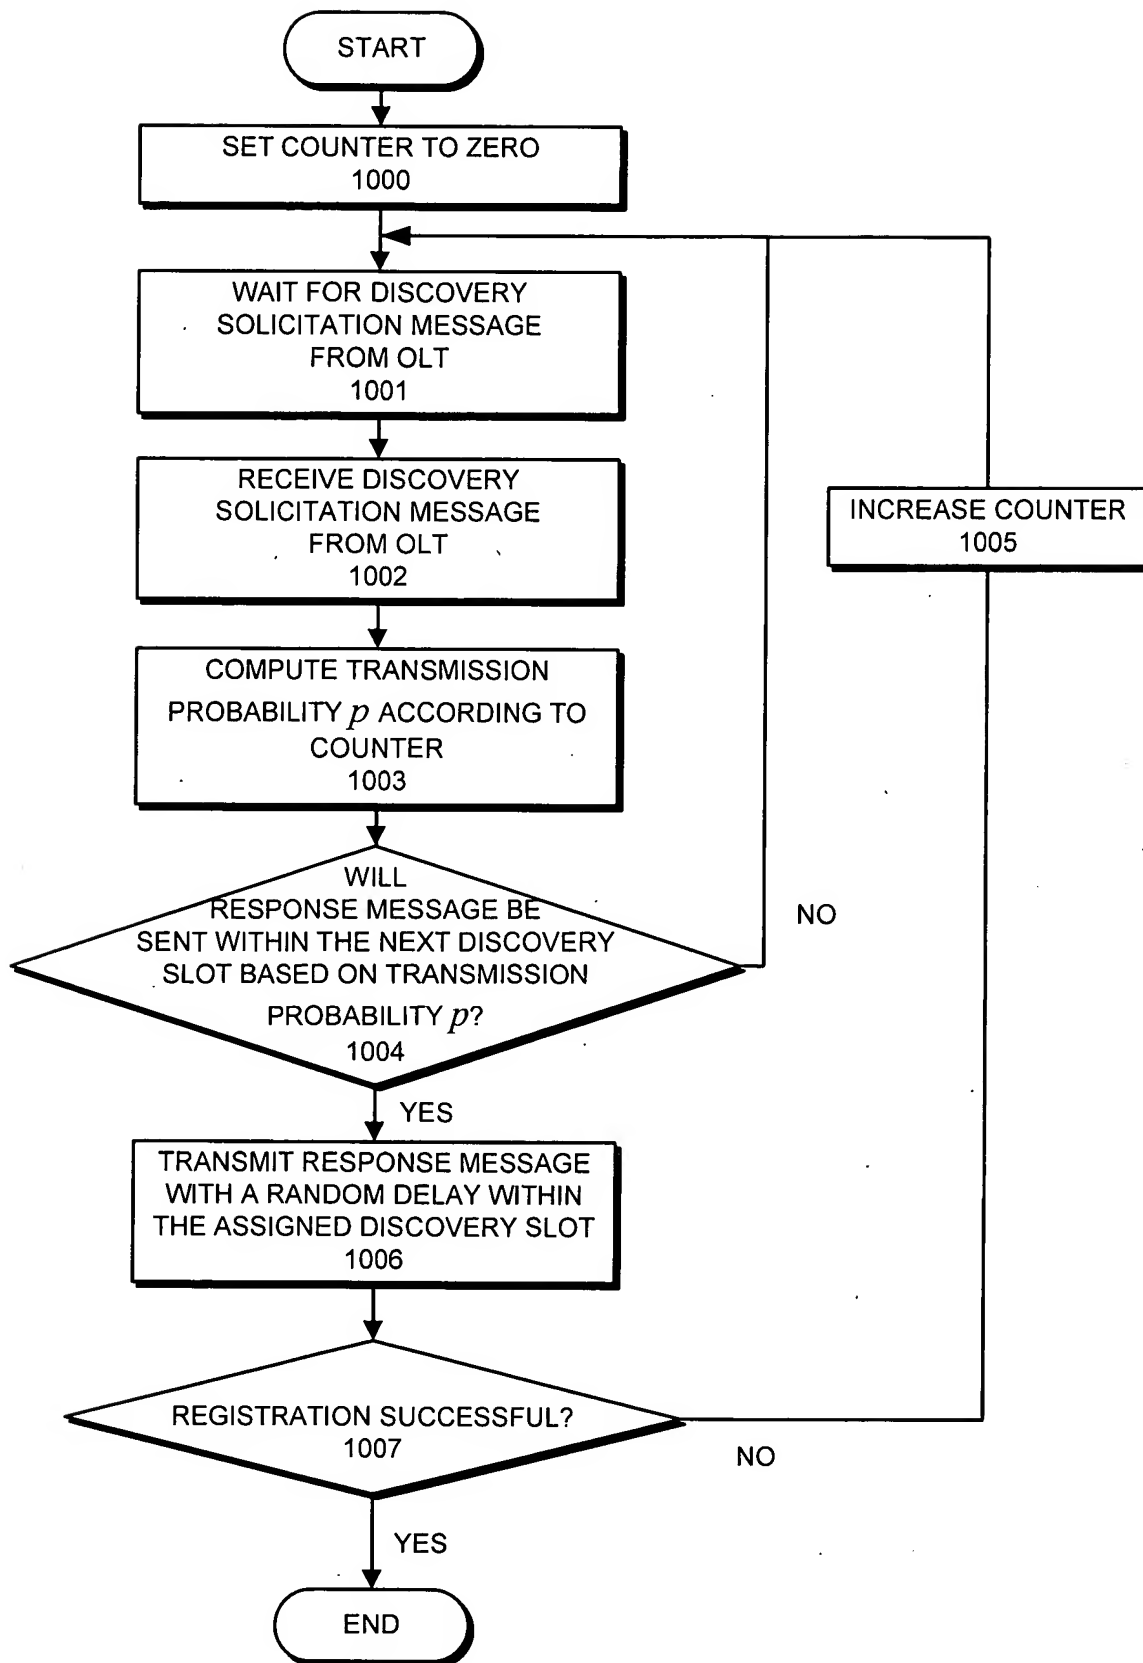 START
SET COUNTER TO ZERO
1000
WAIT FOR DISCOVERY
SOLICITATION MESSAGE
FROM OLT
1001
RECEIVE DISCOVERY
SOLICITATION MESSAGE
FROM OLT
1002
INCREASE COUNTER
1005
COMPUTE TRANSMISSION
PROBABILITY p ACCORDING TO
COUNTER
1003
WILL
RESPONSE MESSAGE BE
SENT WITHIN THE NEXT DISCOVERY
SLOT BASED ON TRANSMISSION
PROBABILITY p?
1004
NO
YES
TRANSMIT RESPONSE MESSAGE
WITH A RANDOM DELAY WITHIN
THE ASSIGNED DISCOVERY SLOT
1006
REGISTRATION SUCCESSFUL?
1007
NO
YES
END